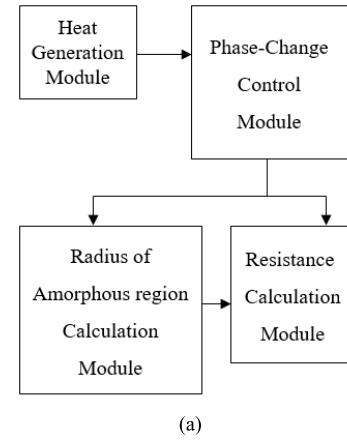 Heat
Generation
Module
Phase-Change
Control
Module
Radius of
Amorphous region
Calculation
Module
Resistance
Calculation
Module
(a)